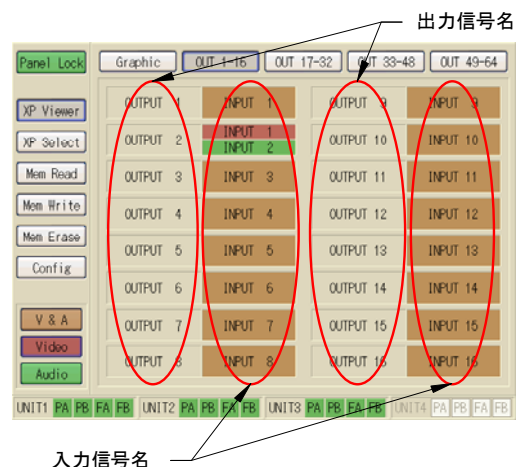 出力信号名
Panel Lock
Graphic
OUT 1-16
OUT 17-32
OUT 33-48
OUT 49-64
XP Viewer
XP Select
Mem Read
Mem Write
Mem Erase
Config
V & A
Video
Audio
OUTPUT 1 INPUT 1 OUTPUT 9 INPUT 9
OUTPUT 2 INPUT 1 INPUT 2 OUTPUT 10 INPUT 10
OUTPUT 3 INPUT 3 OUTPUT 11 INPUT 11
OUTPUT 4 INPUT 4 OUTPUT 12 INPUT 12
OUTPUT 5 INPUT 5 OUTPUT 13 INPUT 13
OUTPUT 6 INPUT 6 OUTPUT 14 INPUT 14
OUTPUT 7 INPUT 7 OUTPUT 15 INPUT 15
OUTPUT 8 INPUT 8 OUTPUT 16 INPUT 16
UNIT1 PA PB FA FB UNIT2 PA PB FA FB UNIT3 PA PB FA FB UNIT4 PA PB FA FB
入力信号名